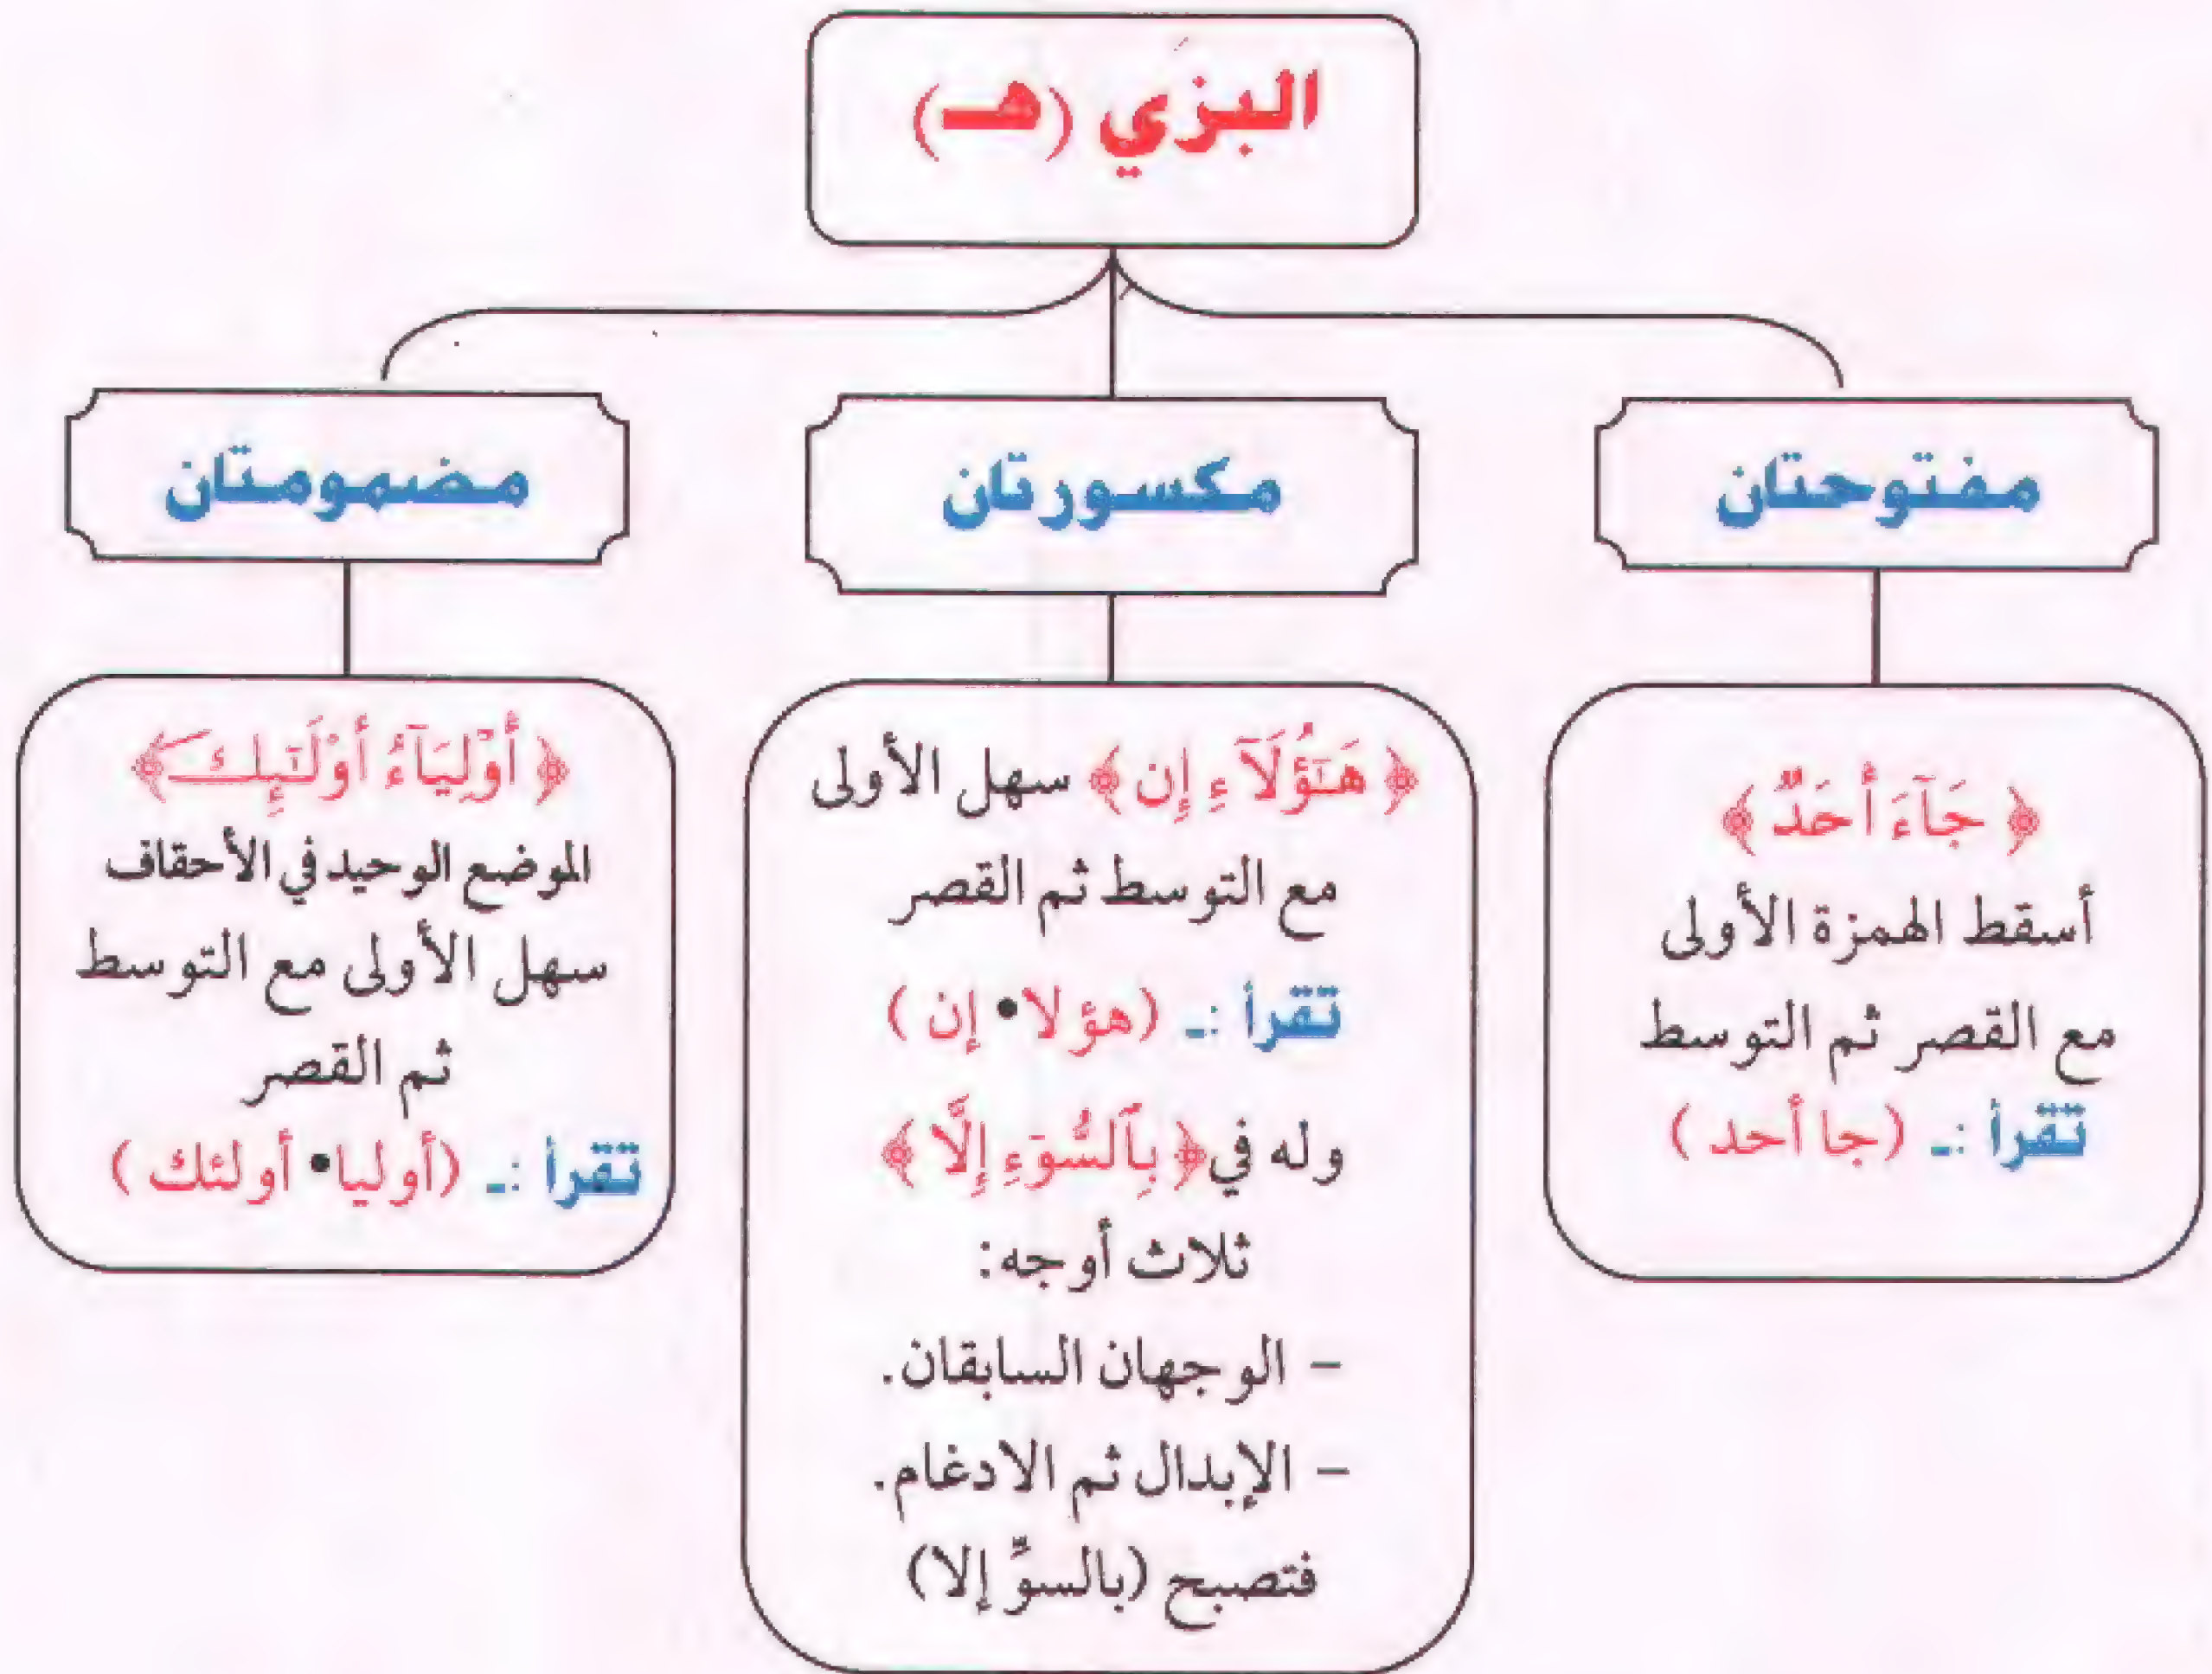 البزي (هـ)
مفتوحتان
مكسورتان
مضمومتان
﴿ جَآءَ أَحَدٌ ﴾
أسقط الهمزة الأولى
مع القصر ثم التوسط
تقرأ :ـ (جا أحد )
﴿ هَٰٓؤُلَآءِ إِن ﴾ سهل الأولى
مع التوسط ثم القصر
تقرأ :ـ (هؤلا• إن )
وله في ﴿ بِٱلسُّوٓءِ إِلَّا ﴾
ثلاث أوجه:
– الوجهان السابقان.
– الإبدال ثم الادغام.
فتصبح (بالسوِّ إلا)
﴿ أَوْلِيَآءُ أُوْلَٰٓئِكَ ﴾
الموضع الوحيد في الأحقاف
سهل الأولى مع التوسط
ثم القصر
تقرأ :ـ (أوليا• أولئك )